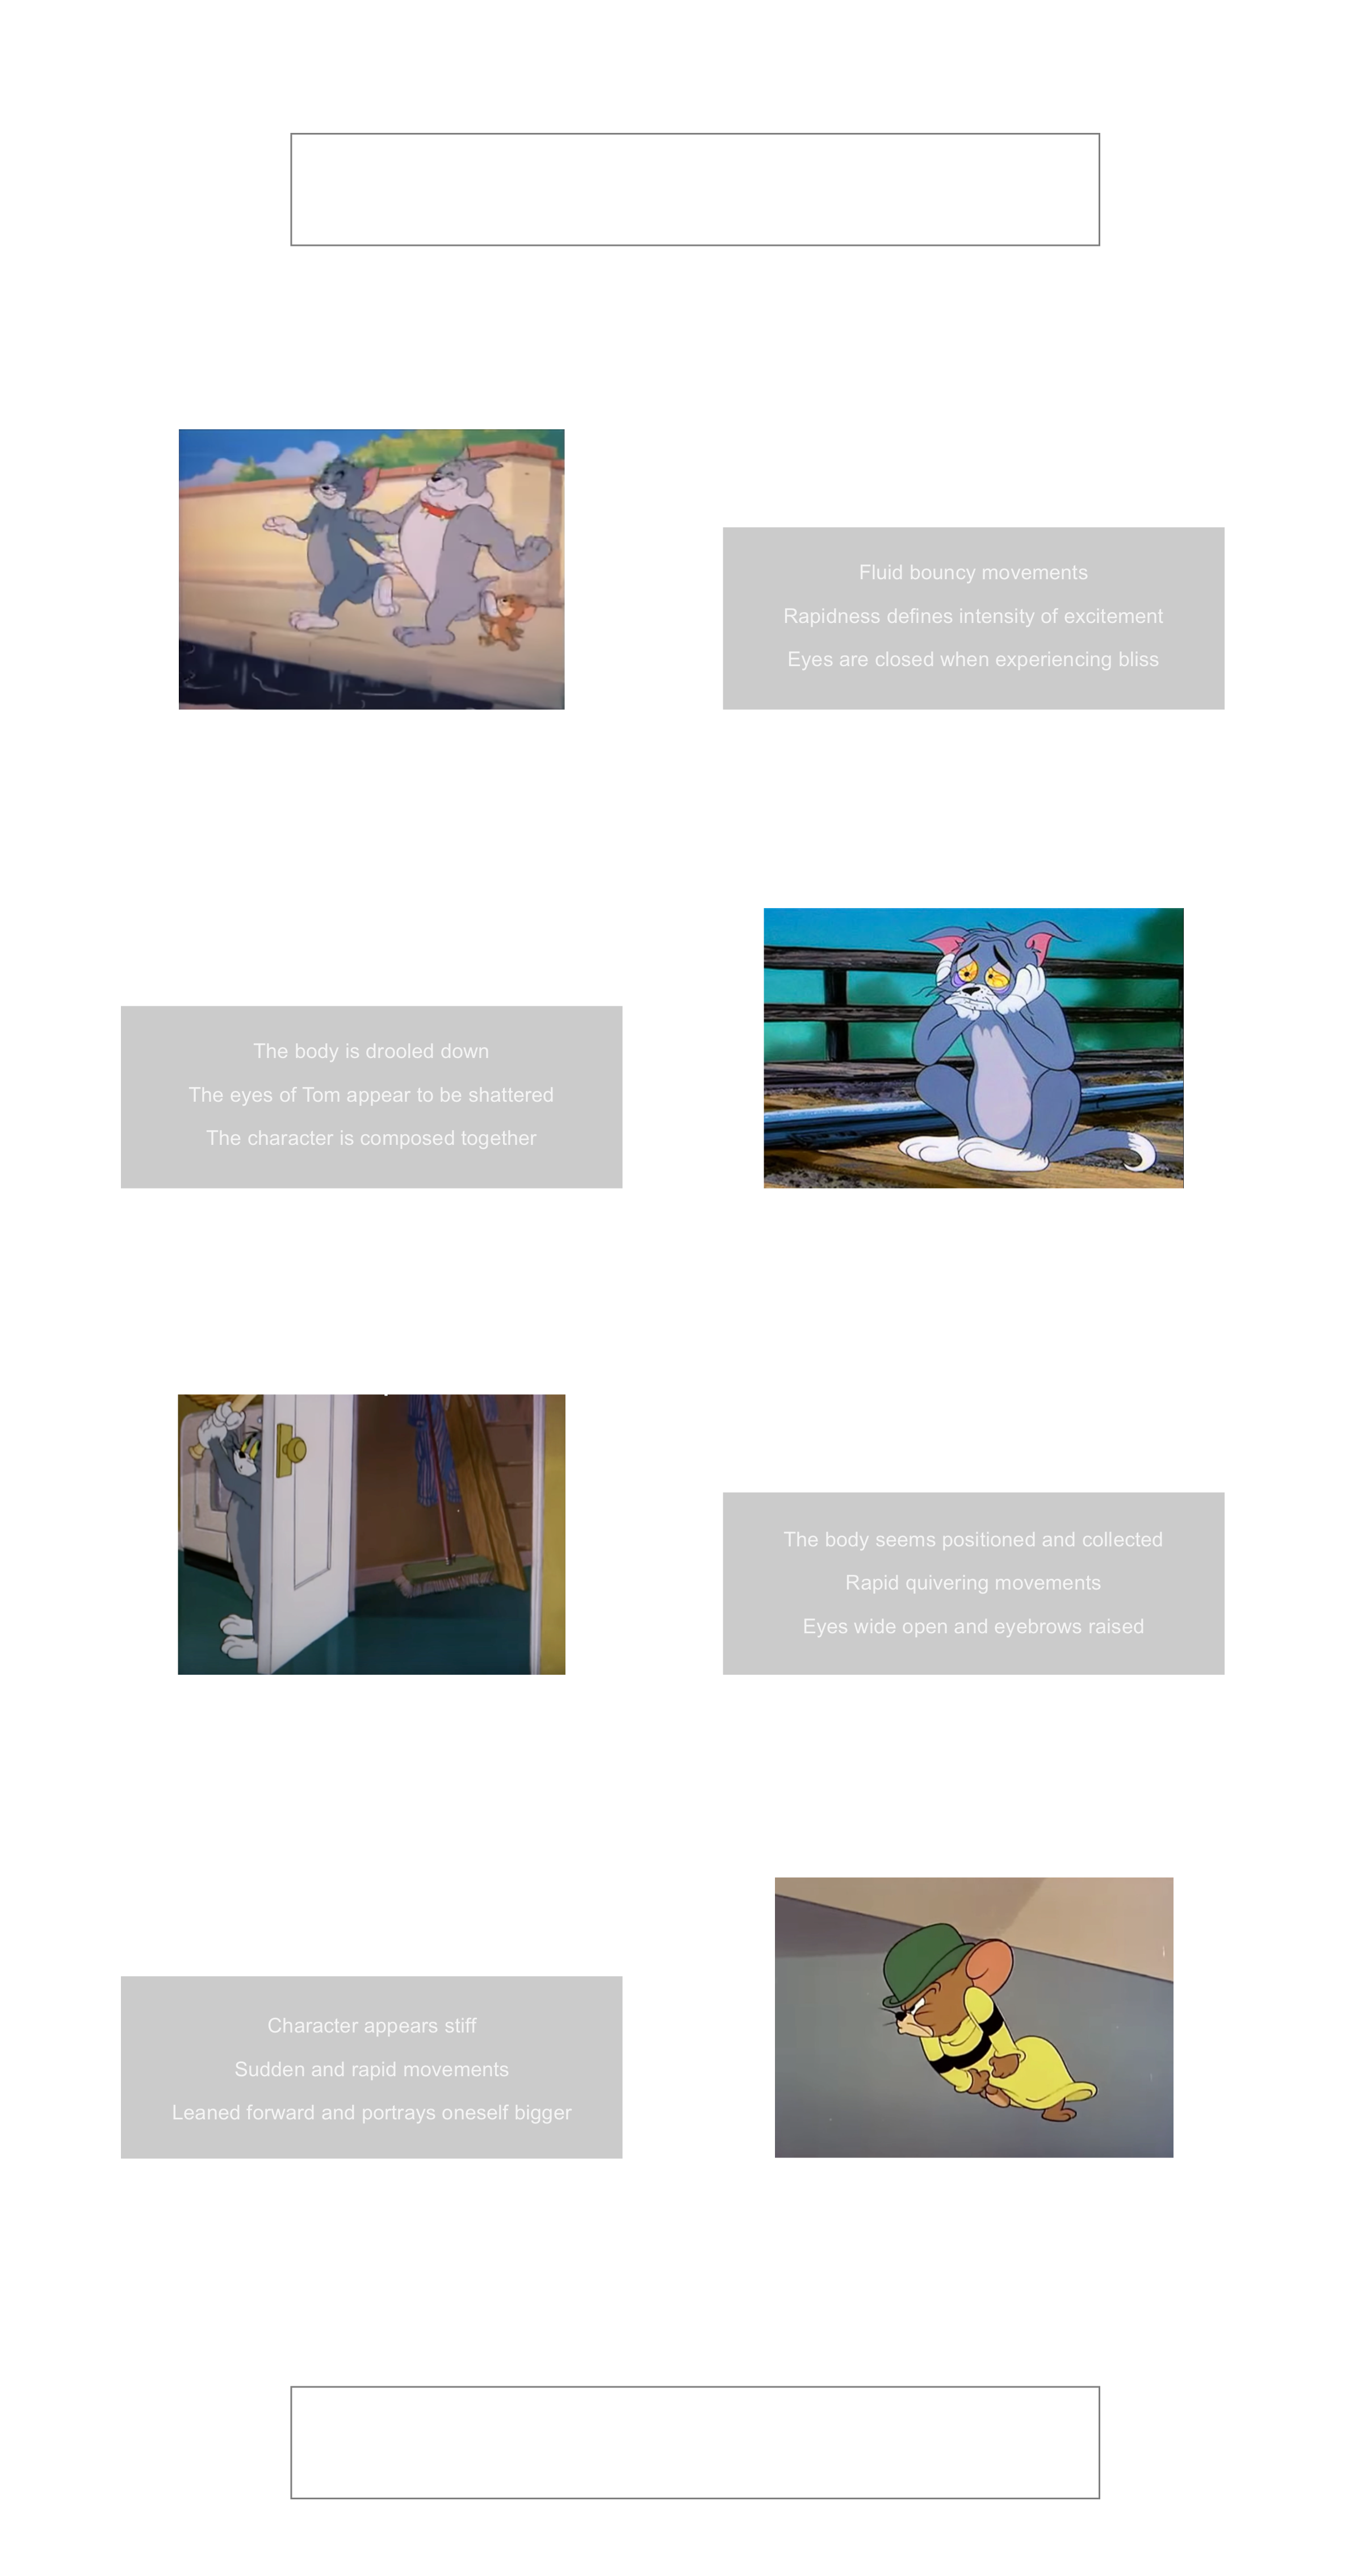 Fluid bouncy movements
Rapidness defines intensity of excitement
Eyes are closed when experiencing bliss
The body is drooled down
The eyes of Tom appear to be shattered
The character is composed together
The body seems positioned and collected
Rapid quivering movements
Eyes wide open and eyebrows raised
Character appears stiff
Sudden and rapid movements
Leaned forward and portrays oneself bigger